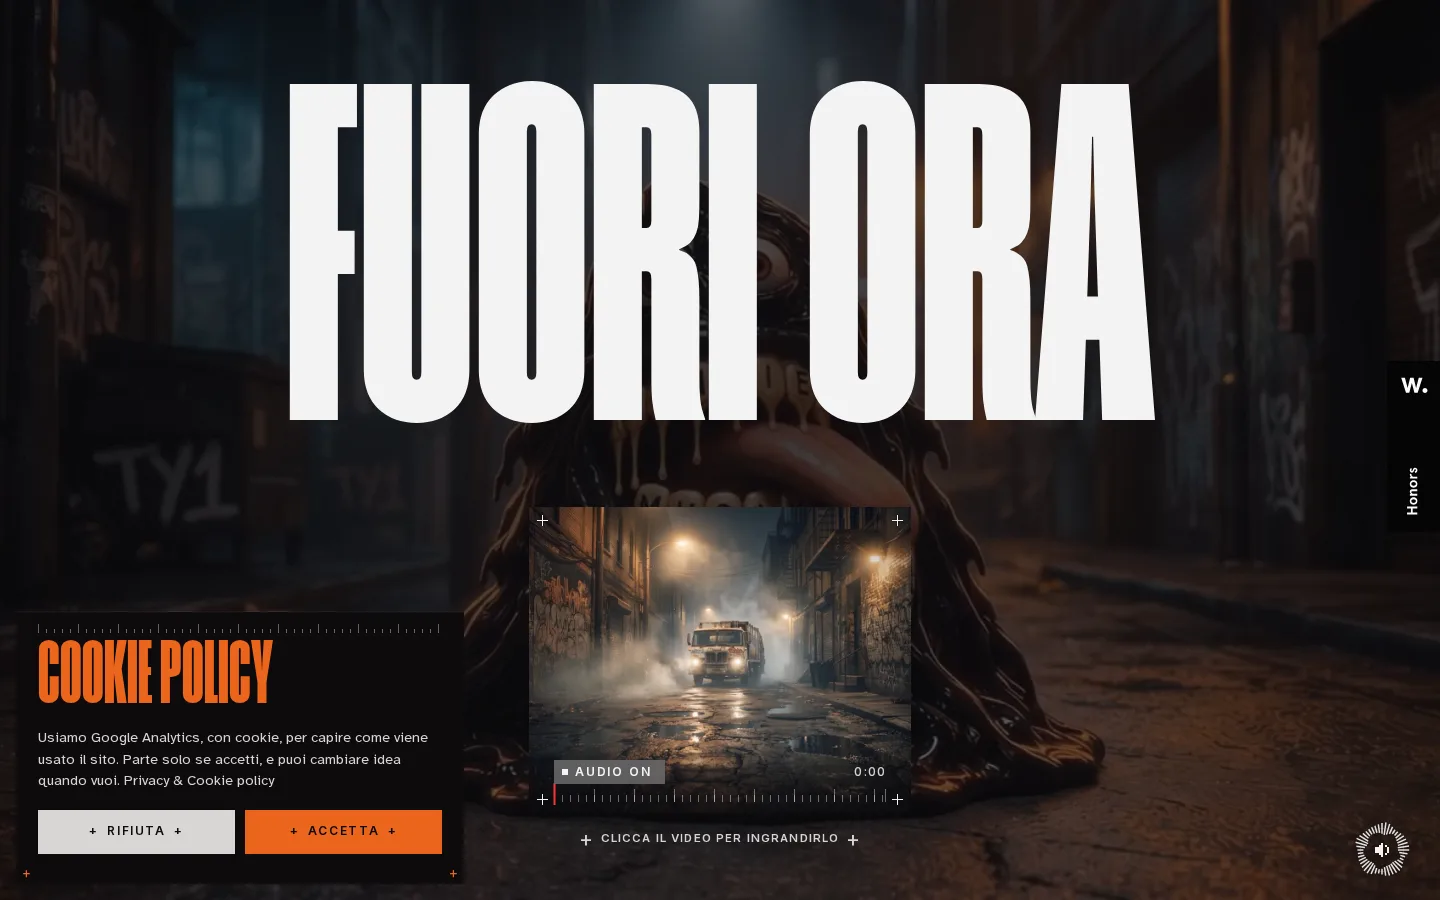 FUORI ORA
TY1
W.
Honors
COOKIE POLICY
Usiamo Google Analytics, con cookie, per capire come viene
usato il sito. Parte solo se accetti, e puoi cambiare idea
quando vuoi. Privacy & Cookie policy
+ RIFIUTA +
+ ACCETTA +
AUDIO ON
0:00
+ CLICCA IL VIDEO PER INGRANDIRLO +